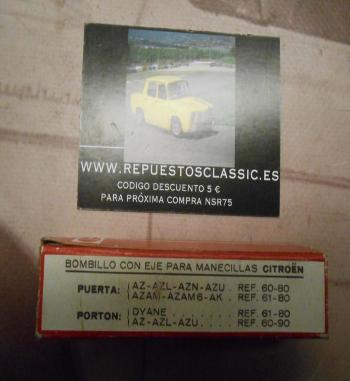 WWW.REPUESTOSCLASSIC.ES
CODIGO DESCUENTO 5 €
PARA PRÓXIMA COMPRA NSR75
BOMBILLO CON EJE PARA MANECILLAS CITROËN
PUERTA: AZ-AZL-AZN-AZU . REF. 60-80
AZAM-AZAM6-AK . REF. 61-80
PORTON: DYANE . . . . . . . REF. 61-80
AZ-AZL-AZU . . . . REF. 60-90